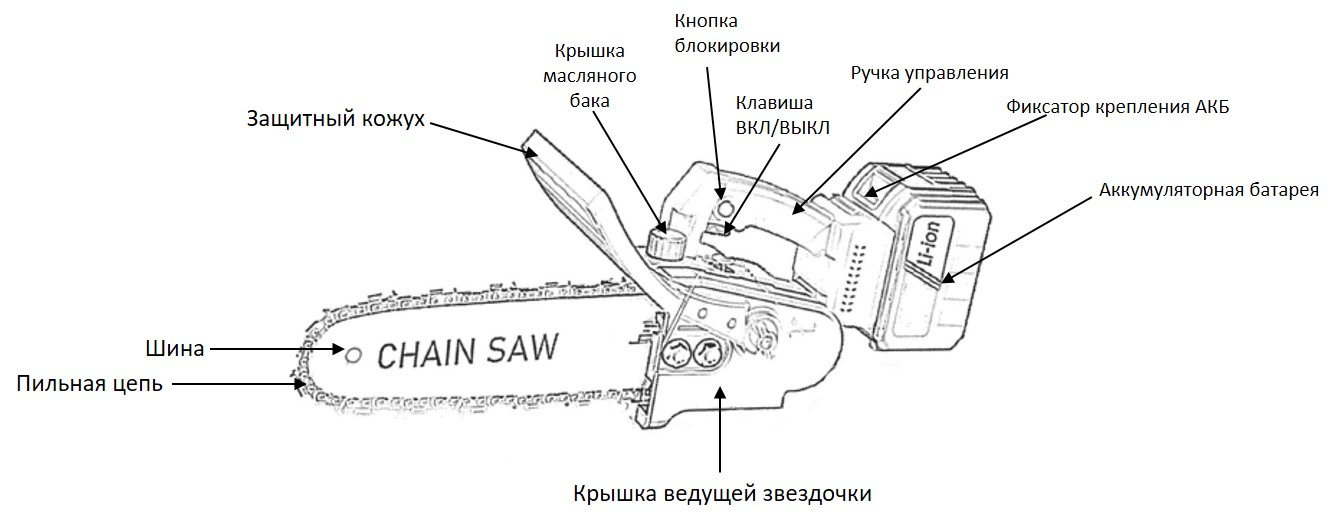 Кнопка
блокировки
Крышка
масляного
бака
Ручка управления
Клавиша
ВКЛ/ВЫКЛ
Фиксатор крепления АКБ
Защитный кожух
Аккумуляторная батарея
Li-ion
Шина
CHAIN SAW
Пильная цепь
Крышка ведущей звездочки